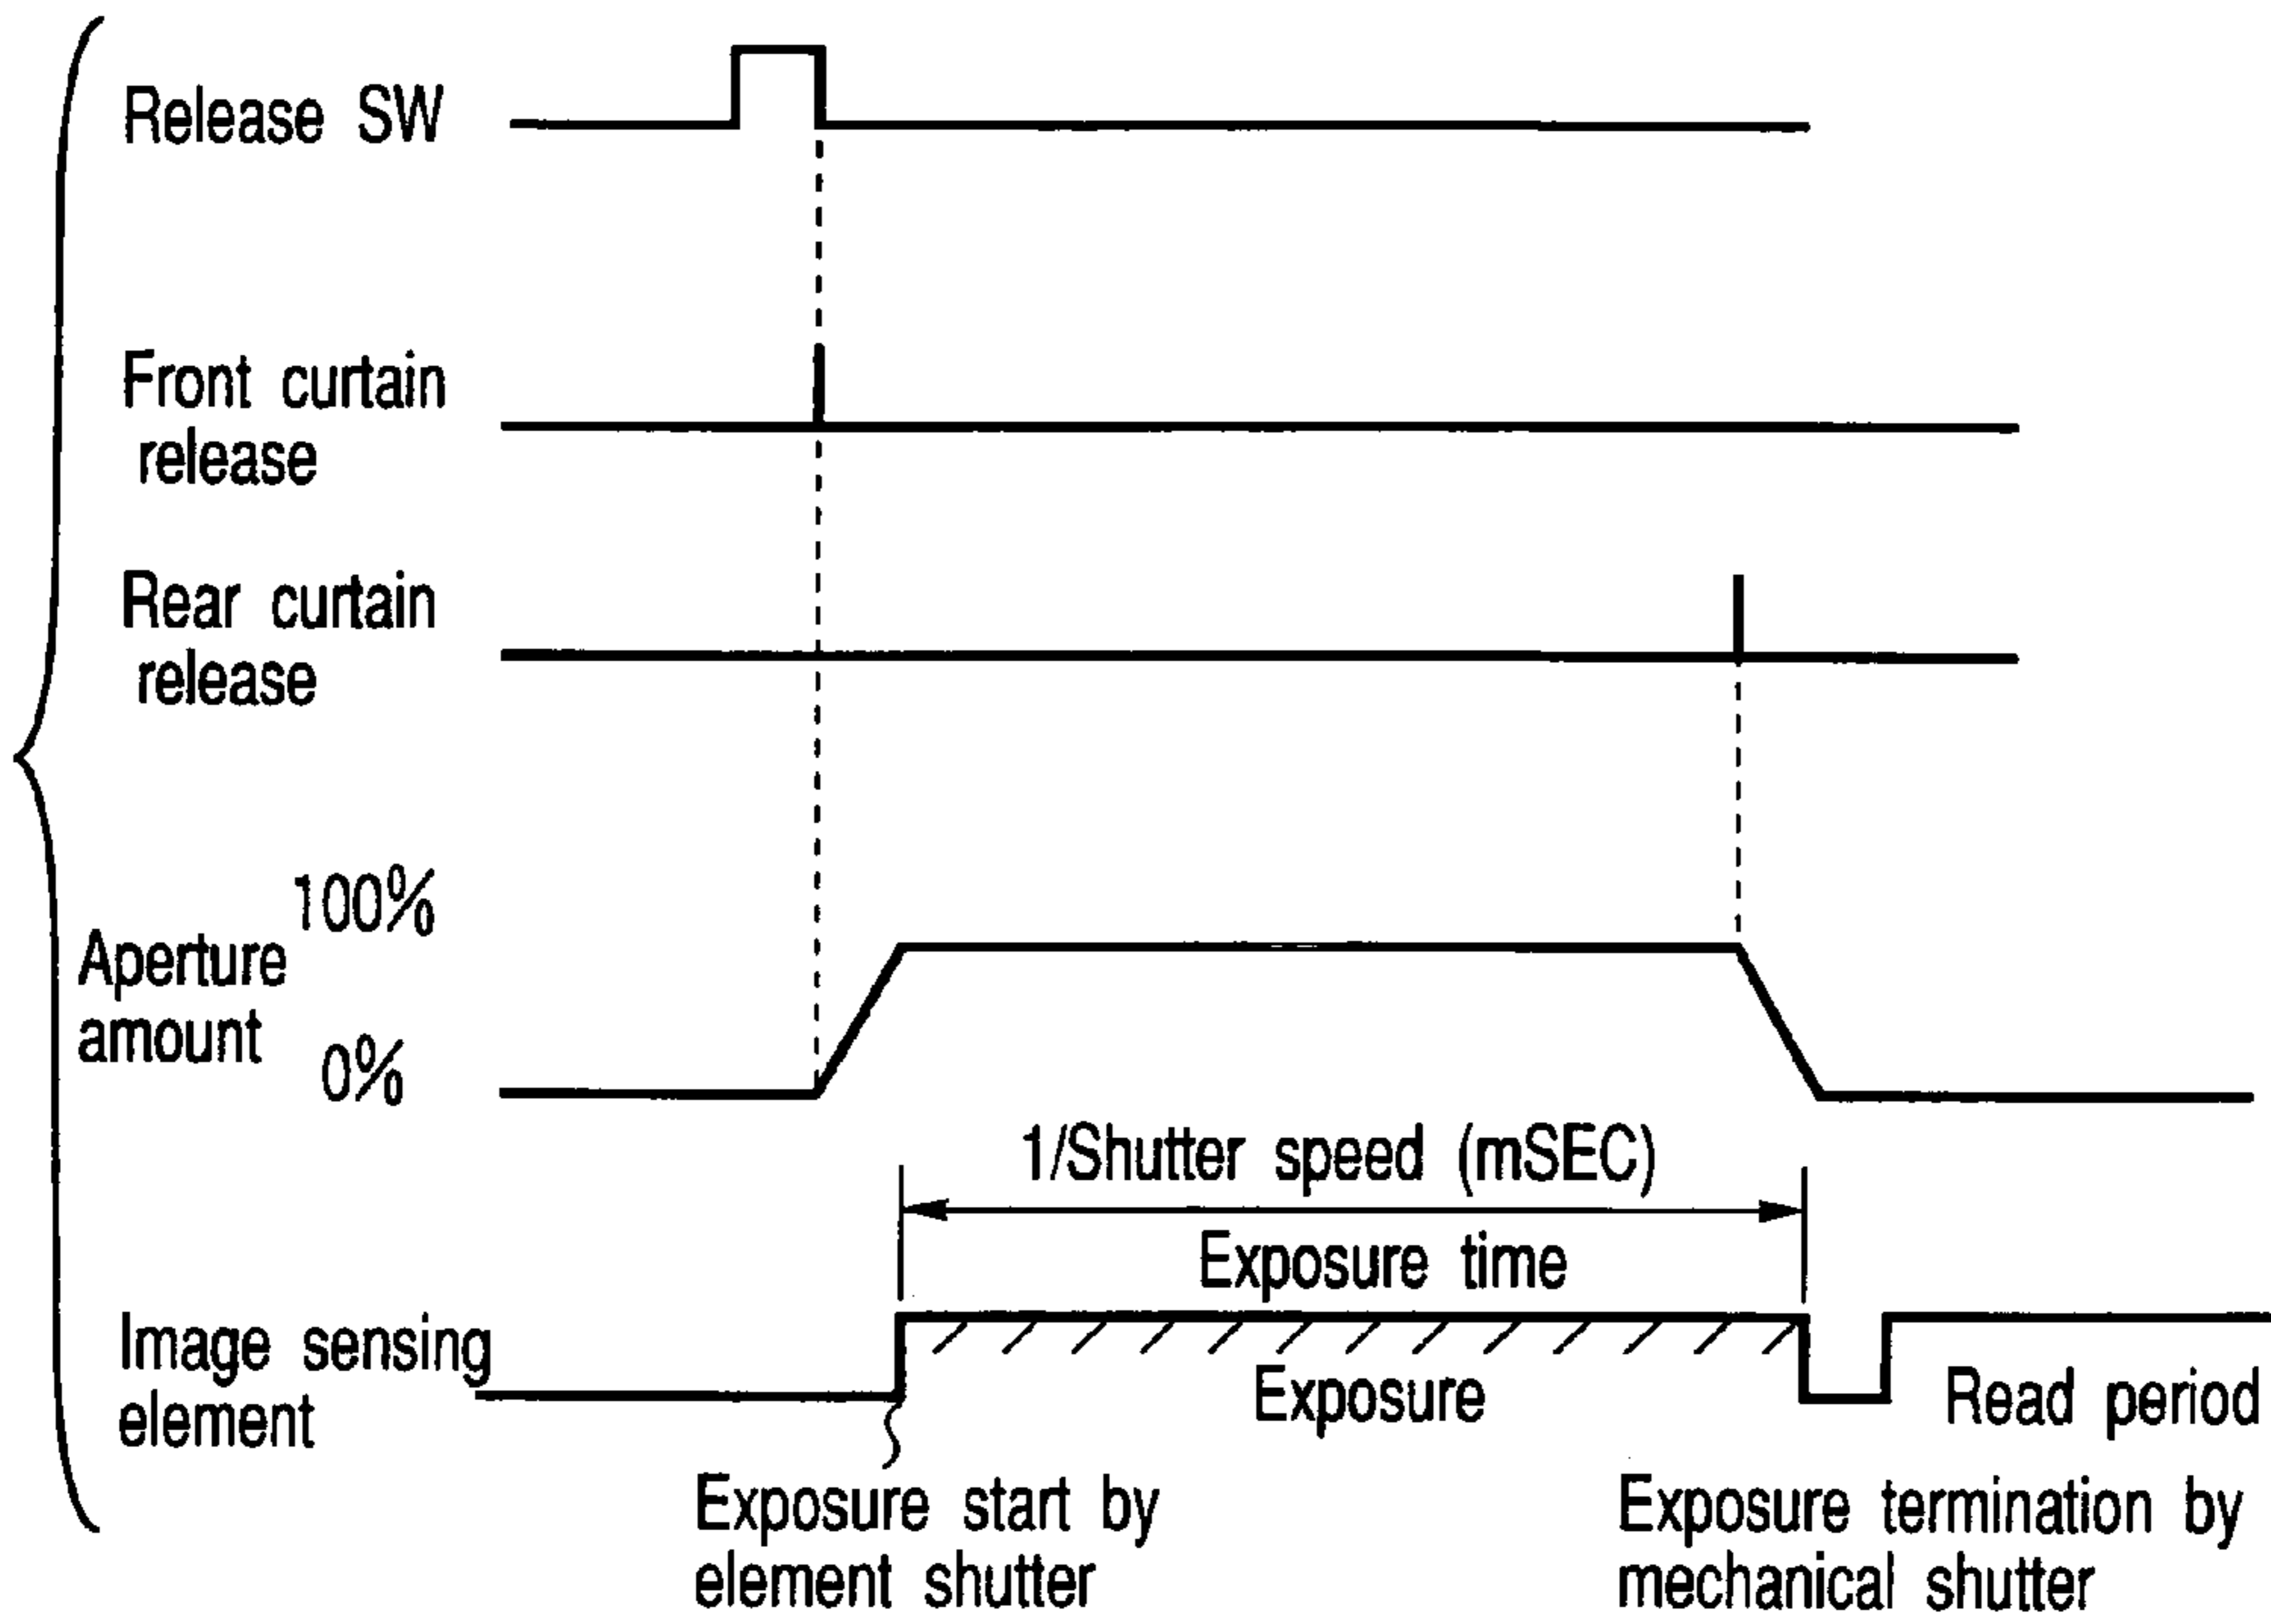 Release SW
Front curtain
release
Rear curtain
release
100%
Aperture
amount
0%
1/Shutter speed (mSEC)
Exposure time
Image sensing
element
Exposure
Read period
Exposure start by
element shutter
Exposure termination by
mechanical shutter